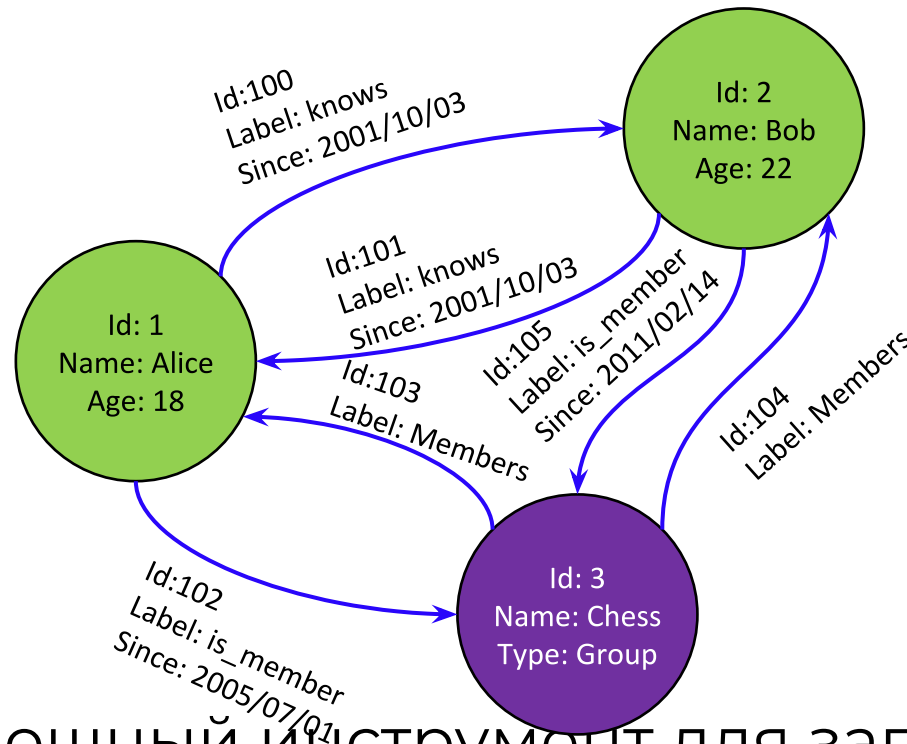 Id:100
Label: knows
Since: 2001/10/03
Id: 2
Name: Bob
Age: 22
Id:101
Label: knows
Since: 2001/10/03
Id:105
Label: is_member
Since: 2011/02/14
Id: 1
Name: Alice
Age: 18
Id:103
Label: Members
Id:104
Label: Members
Id: 3
Name: Chess
Type: Group
Id:102
Label: is_member
Since: 2005/07/01
инструмент для